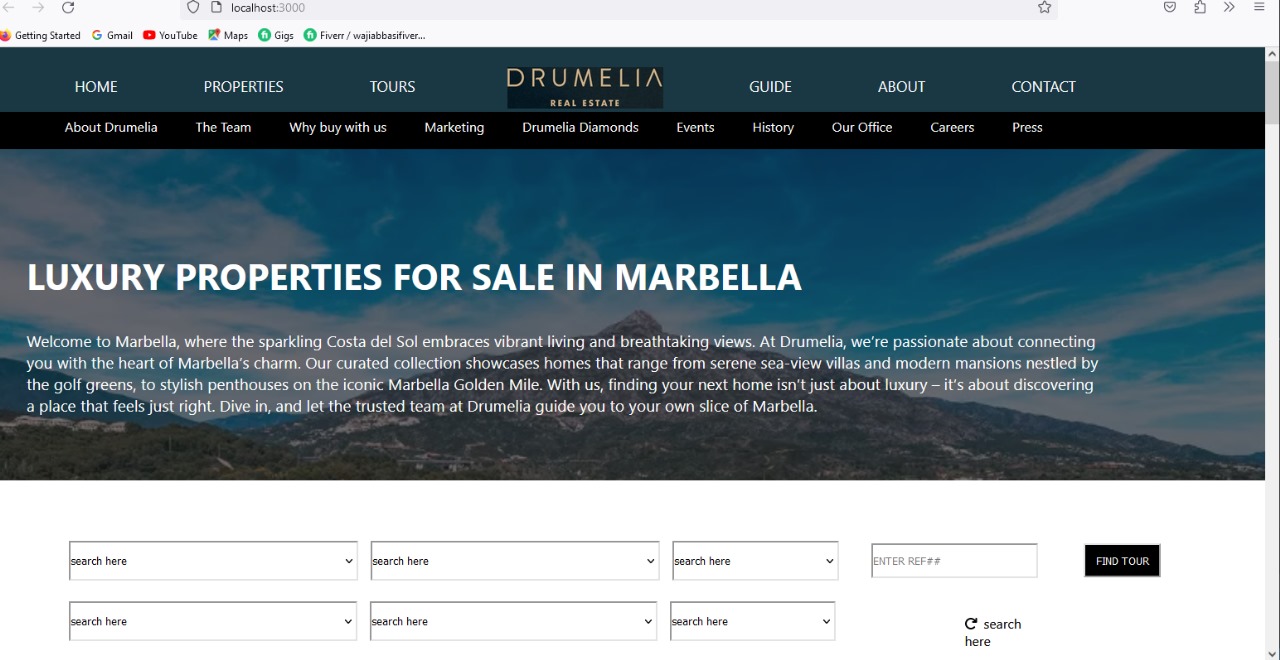 localhost:3000
Getting Started Gmail YouTube Maps Gigs Fiverr / wajiabbasifiver...
HOME PROPERTIES TOURS DRUMELIA GUIDE ABOUT CONTACT
REAL ESTATE
About Drumelia The Team Why buy with us Marketing Drumelia Diamonds Events History Our Office Careers Press
LUXURY PROPERTIES FOR SALE IN MARBELLA
Welcome to Marbella, where the sparkling Costa del Sol embraces vibrant living and breathtaking views. At Drumelia, we’re passionate about connecting
you with the heart of Marbella’s charm. Our curated collection showcases homes that range from serene sea-view villas and modern mansions nestled by
the golf greens, to stylish penthouses on the iconic Marbella Golden Mile. With us, finding your next home isn’t just about luxury – it’s about discovering
a place that feels just right. Dive in, and let the trusted team at Drumelia guide you to your own slice of Marbella.
search here search here search here ENTER REF## FIND TOUR
search here search here search here search
here